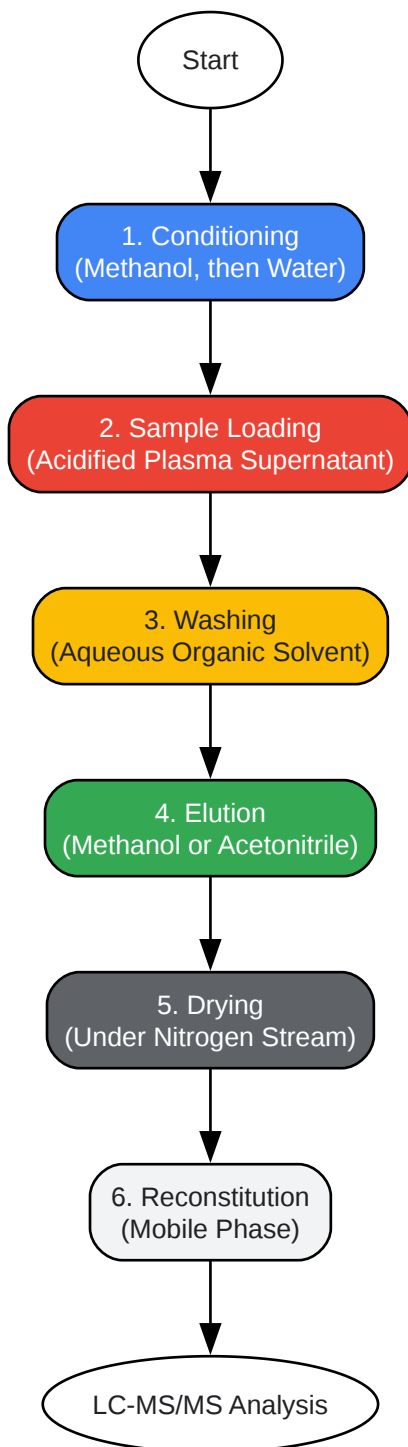 Start
1. Conditioning
(Methanol, then Water)
2. Sample Loading
(Acidified Plasma Supernatant)
3. Washing
(Aqueous Organic Solvent)
4. Elution
(Methanol or Acetonitrile)
5. Drying
(Under Nitrogen Stream)
6. Reconstitution
(Mobile Phase)
LC-MS/MS Analysis